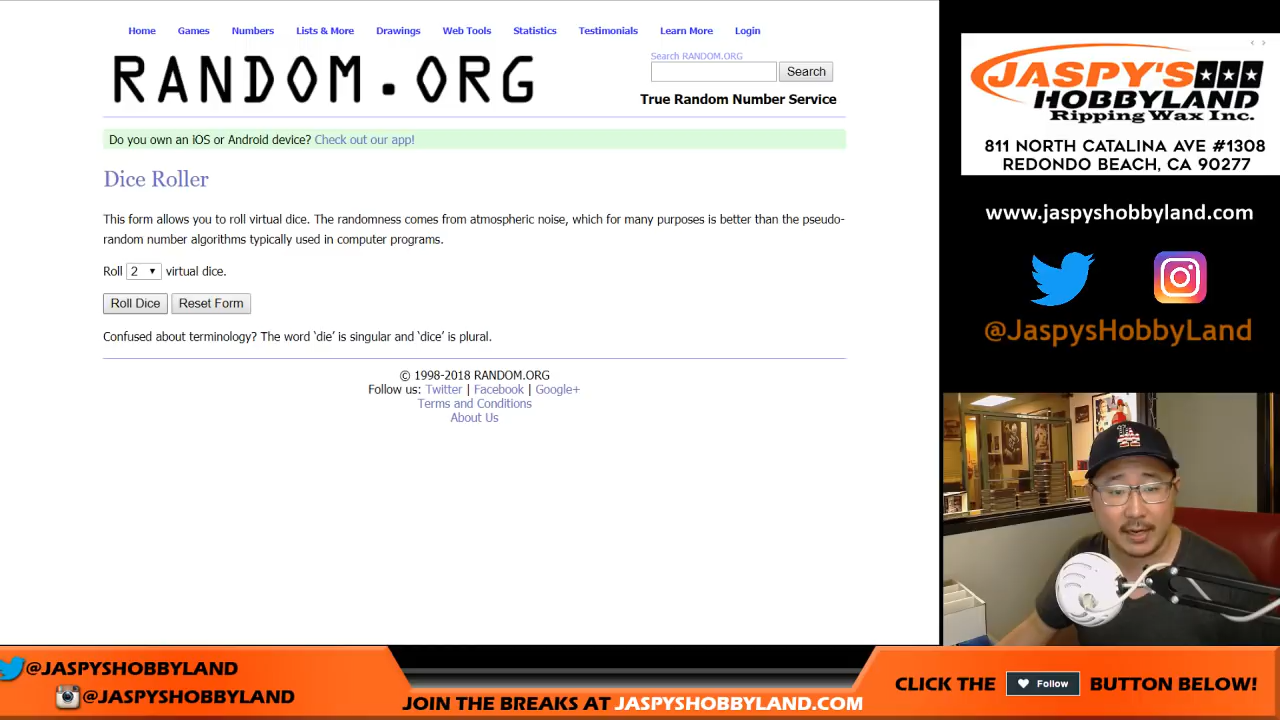 Home Games Numbers Lists & More Drawings Web Tools Statistics Testimonials Learn More Login
RANDOM.ORG
Search RANDOM.ORG
Search
True Random Number Service
Do you own an iOS or Android device? Check out our app!
Dice Roller
This form allows you to roll virtual dice. The randomness comes from atmospheric noise, which for many purposes is better than the pseudo-
random number algorithms typically used in computer programs.
Roll 2 virtual dice.
Roll Dice Reset Form
Confused about terminology? The word ‘die’ is singular and ‘dice’ is plural.
© 1998-2018 RANDOM.ORG
Follow us: Twitter | Facebook | Google+
Terms and Conditions
About Us
JASPY'S
HOBBYLAND
Ripping Wax Inc.
811 NORTH CATALINA AVE #1308
REDONDO BEACH, CA 90277
www.jaspyshobbyland.com
@JaspysHobbyLand
LA
@JASPYSHOBBYLAND
@JASPYSHOBBYLAND
JOIN THE BREAKS AT JASPYSHOBBYLAND.COM
CLICK THE Follow BUTTON BELOW!